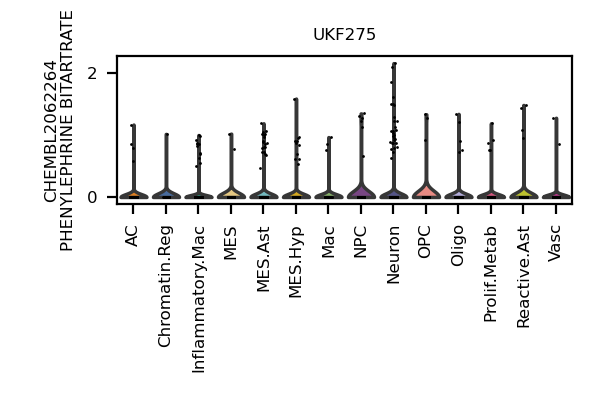 UKF275
CHEMBL2062264
PHENYLEPHRINE BITARTRATE
2
0
AC
Chromatin.Reg
Inflammatory.Mac
MES
MES.Ast
MES.Hyp
Mac
NPC
Neuron
OPC
Oligo
Prolif.Metab
Reactive.Ast
Vasc